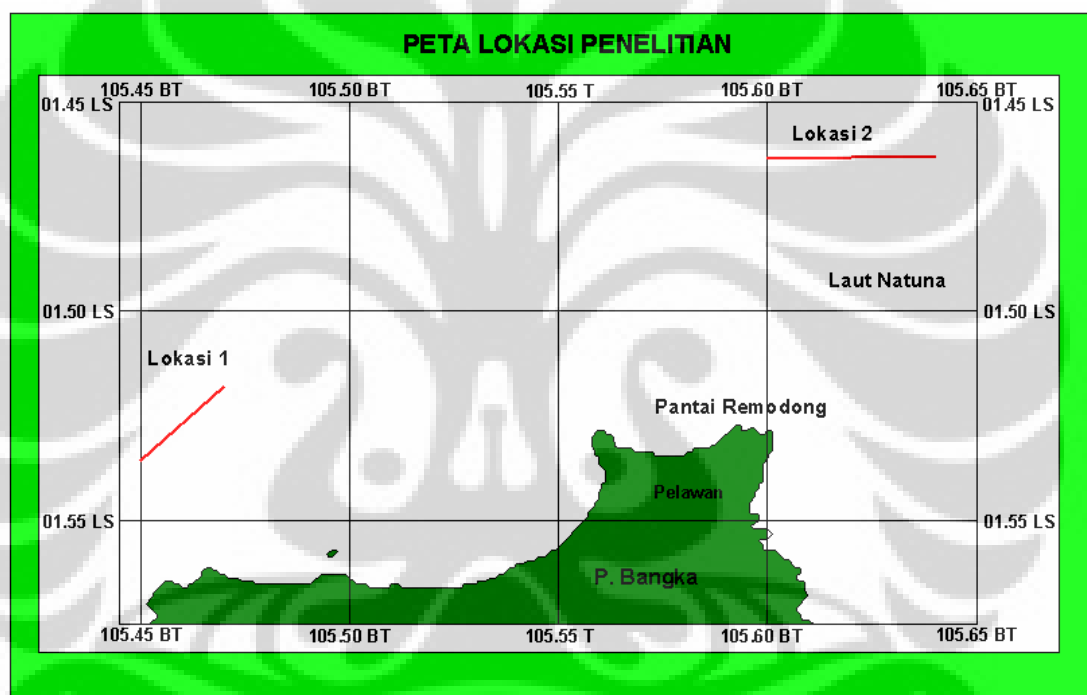 PETA LOKASI PENELITIAN
105.45 BT 105.50 BT 105.55 T 105.60 BT 105.65 BT
01.45 LS 01.45 LS
Lokasi 2
Laut Natuna
01.50 LS 01.50 LS
Lokasi 1
Pantai Remodong
Pelawan
01.55 LS 01.55 LS
P. Bangka
105.45 BT 105.50 BT 105.55 BT 105.60 BT 105.65 BT